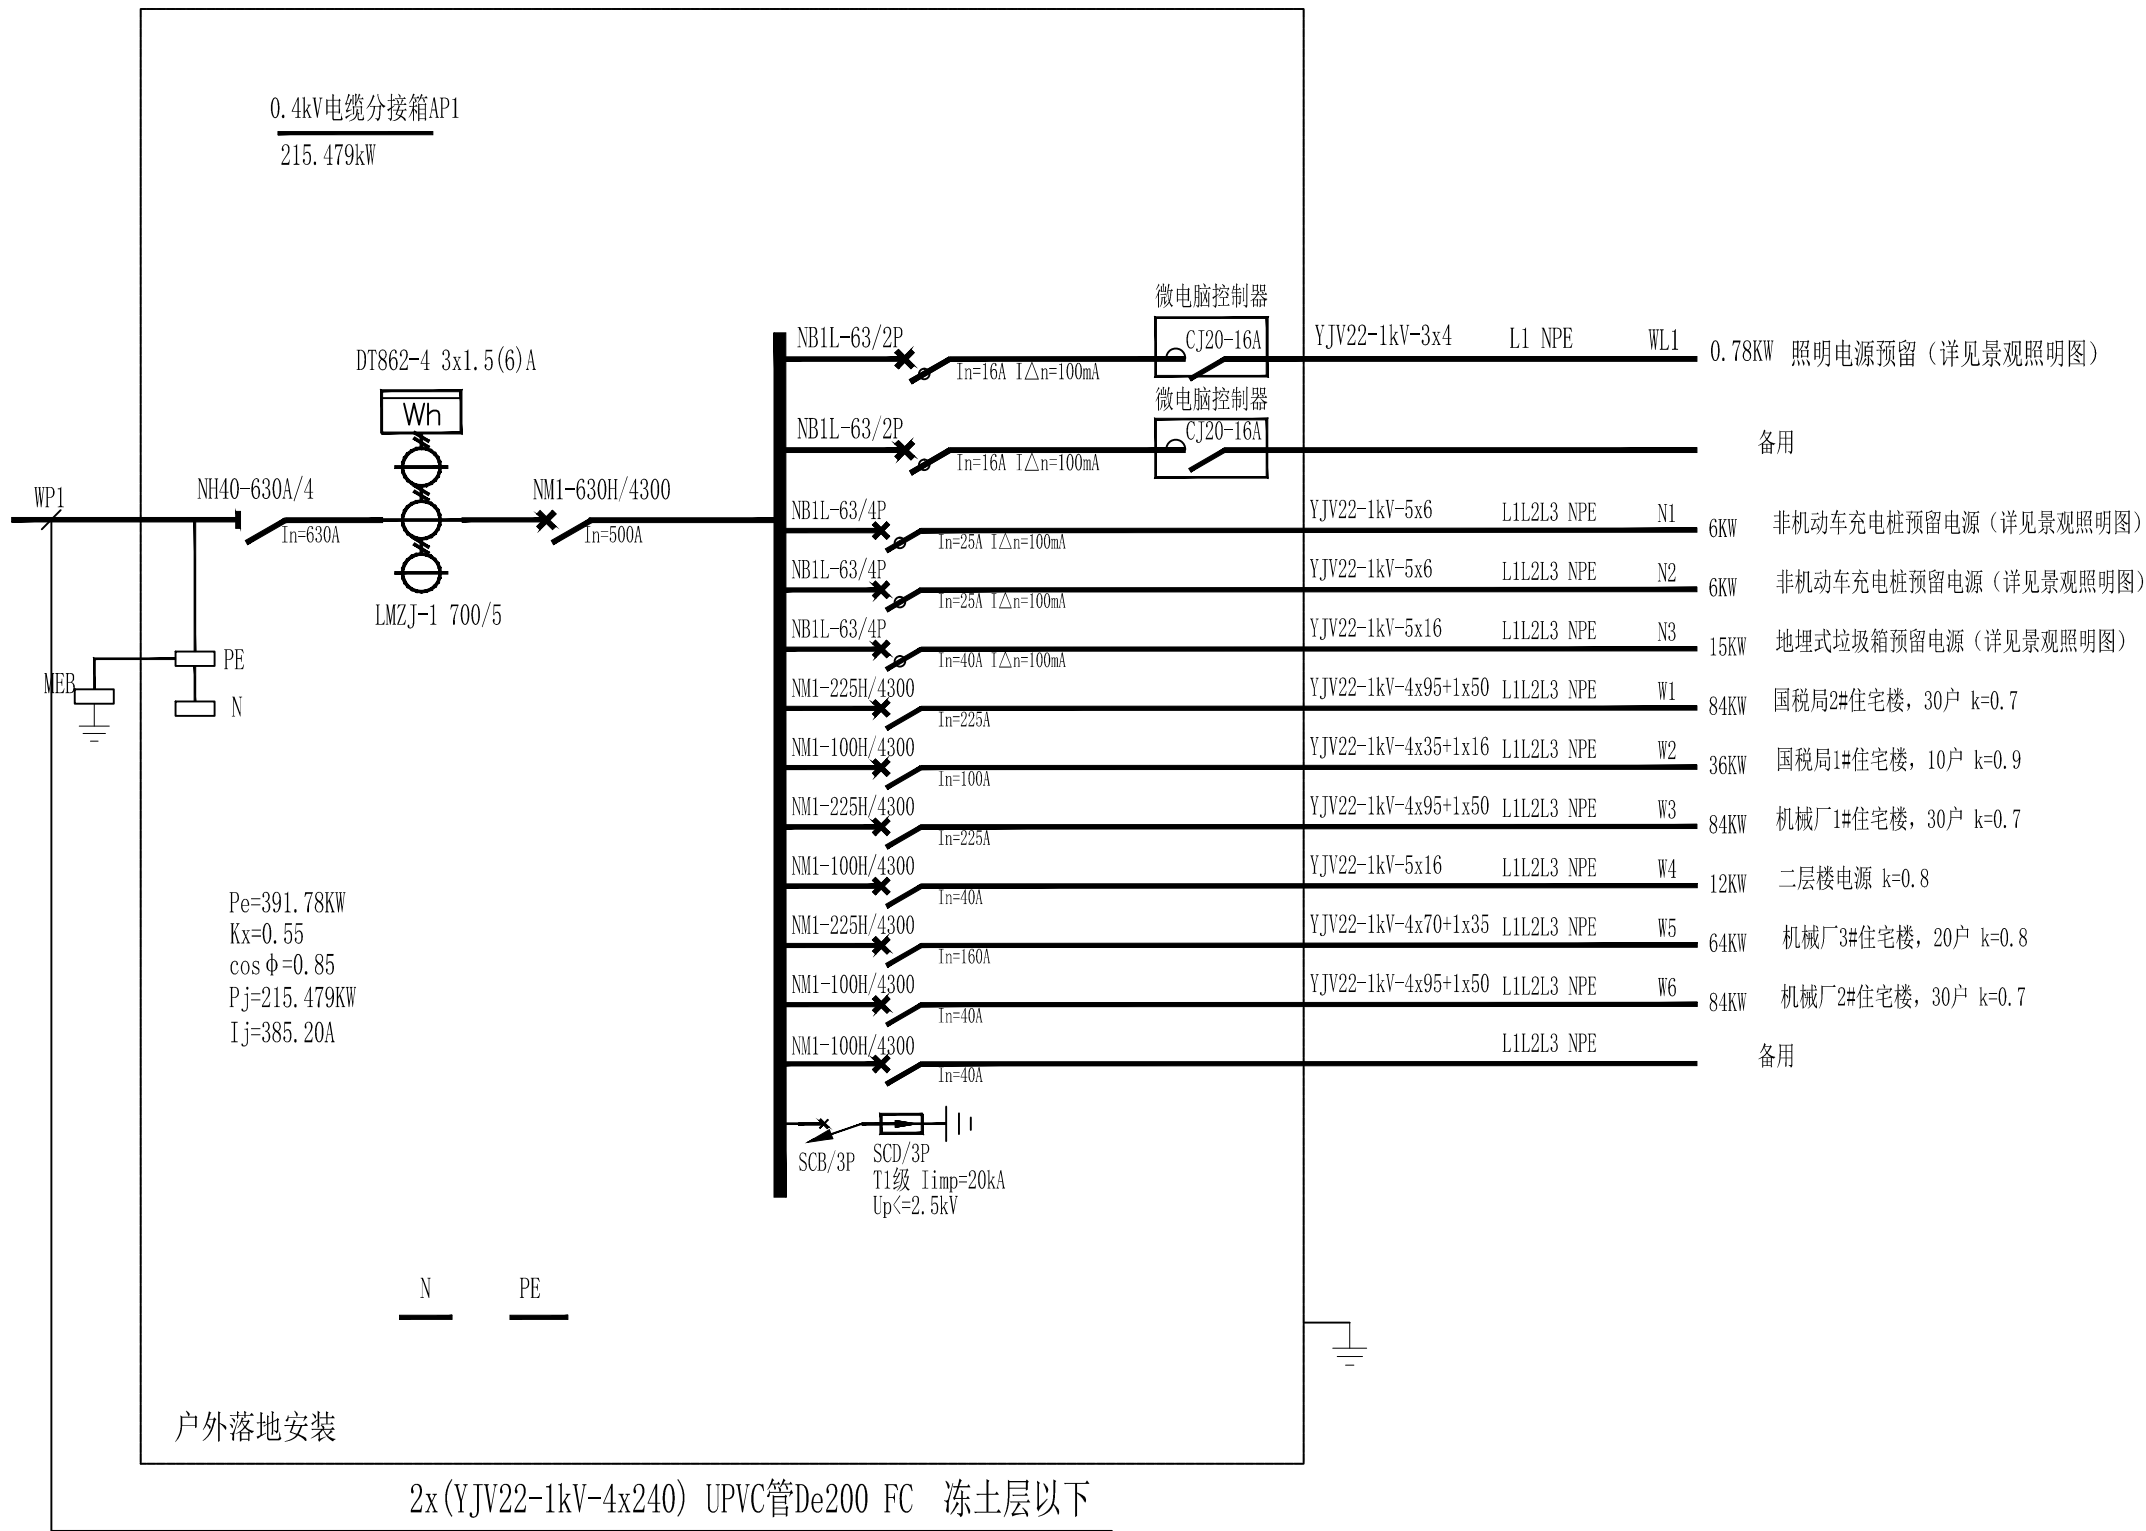 0.4kV电缆分接箱AP1
215.479kW
微电脑控制器
NB1L-63/2P
CJ20-16A
YJV22-1kV-3x4
L1 NPE
WL1
0.78KW
照明电源预留（详见景观照明图）
In=16A I△n=100mA
DT862-4 3x1.5(6)A
Wh
微电脑控制器
NB1L-63/2P
CJ20-16A
备用
In=16A I△n=100mA
WP1
NH40-630A/4
In=630A
NM1-630H/4300
In=500A
LMZJ-1 700/5
NB1L-63/4P
YJV22-1kV-5x6
L1L2L3 NPE
N1
6KW
非机动车充电桩预留电源（详见景观照明图）
In=25A I△n=100mA
NB1L-63/4P
YJV22-1kV-5x6
L1L2L3 NPE
N2
6KW
非机动车充电桩预留电源（详见景观照明图）
In=25A I△n=100mA
NB1L-63/4P
YJV22-1kV-5x16
L1L2L3 NPE
N3
15KW
地埋式垃圾箱预留电源（详见景观照明图）
In=40A I△n=100mA
PE
MEB
N
NM1-225H/4300
YJV22-1kV-4x95+1x50
L1L2L3 NPE
W1
84KW
国税局2#住宅楼，30户 k=0.7
In=225A
NM1-100H/4300
YJV22-1kV-4x35+1x16
L1L2L3 NPE
W2
36KW
国税局1#住宅楼，10户 k=0.9
In=100A
NM1-225H/4300
YJV22-1kV-4x95+1x50
L1L2L3 NPE
W3
84KW
机械厂1#住宅楼，30户 k=0.7
In=225A
NM1-100H/4300
YJV22-1kV-5x16
L1L2L3 NPE
W4
12KW
二层楼电源 k=0.8
In=40A
NM1-225H/4300
YJV22-1kV-4x70+1x35
L1L2L3 NPE
W5
64KW
机械厂3#住宅楼，20户 k=0.8
In=160A
NM1-100H/4300
YJV22-1kV-4x95+1x50
L1L2L3 NPE
W6
84KW
机械厂2#住宅楼，30户 k=0.7
In=40A
NM1-100H/4300
L1L2L3 NPE
备用
In=40A
Pe=391.78KW
Kx=0.55
cosφ=0.85
Pj=215.479KW
Ij=385.20A
SCB/3P
SCD/3P
T1级 Iimp=20kA
Up<=2.5kV
N
PE
户外落地安装
2x(YJV22-1kV-4x240) UPVC管De200 FC 冻土层以下